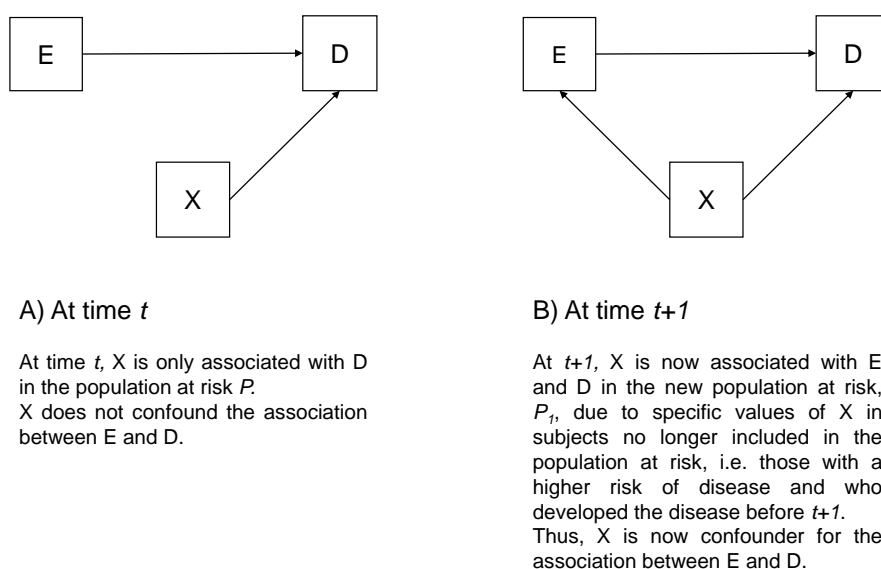 E
D
X
E
D
X
A) At time t
At time t, X is only associated with D
in the population at risk P.
X does not confound the association
between E and D.
B) At time t+1
At t+1, X is now associated with E
and D in the new population at risk,
P1, due to specific values of X in
subjects no longer included in the
population at risk, i.e. those with a
higher risk of disease and who
developed the disease before t+1.
Thus, X is now confounder for the
association between E and D.